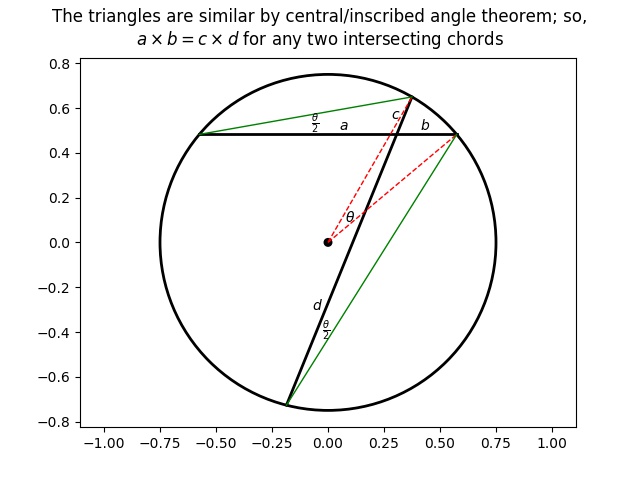 The triangles are similar by central/inscribed angle theorem; so,
a × b = c × d for any two intersecting chords
0.8
0.6
0.4
0.2
0.0
−0.2
−0.4
−0.6
−0.8
c
θ/2
a
b
θ
d
θ/2
−1.00 −0.75 −0.50 −0.25 0.00 0.25 0.50 0.75 1.00